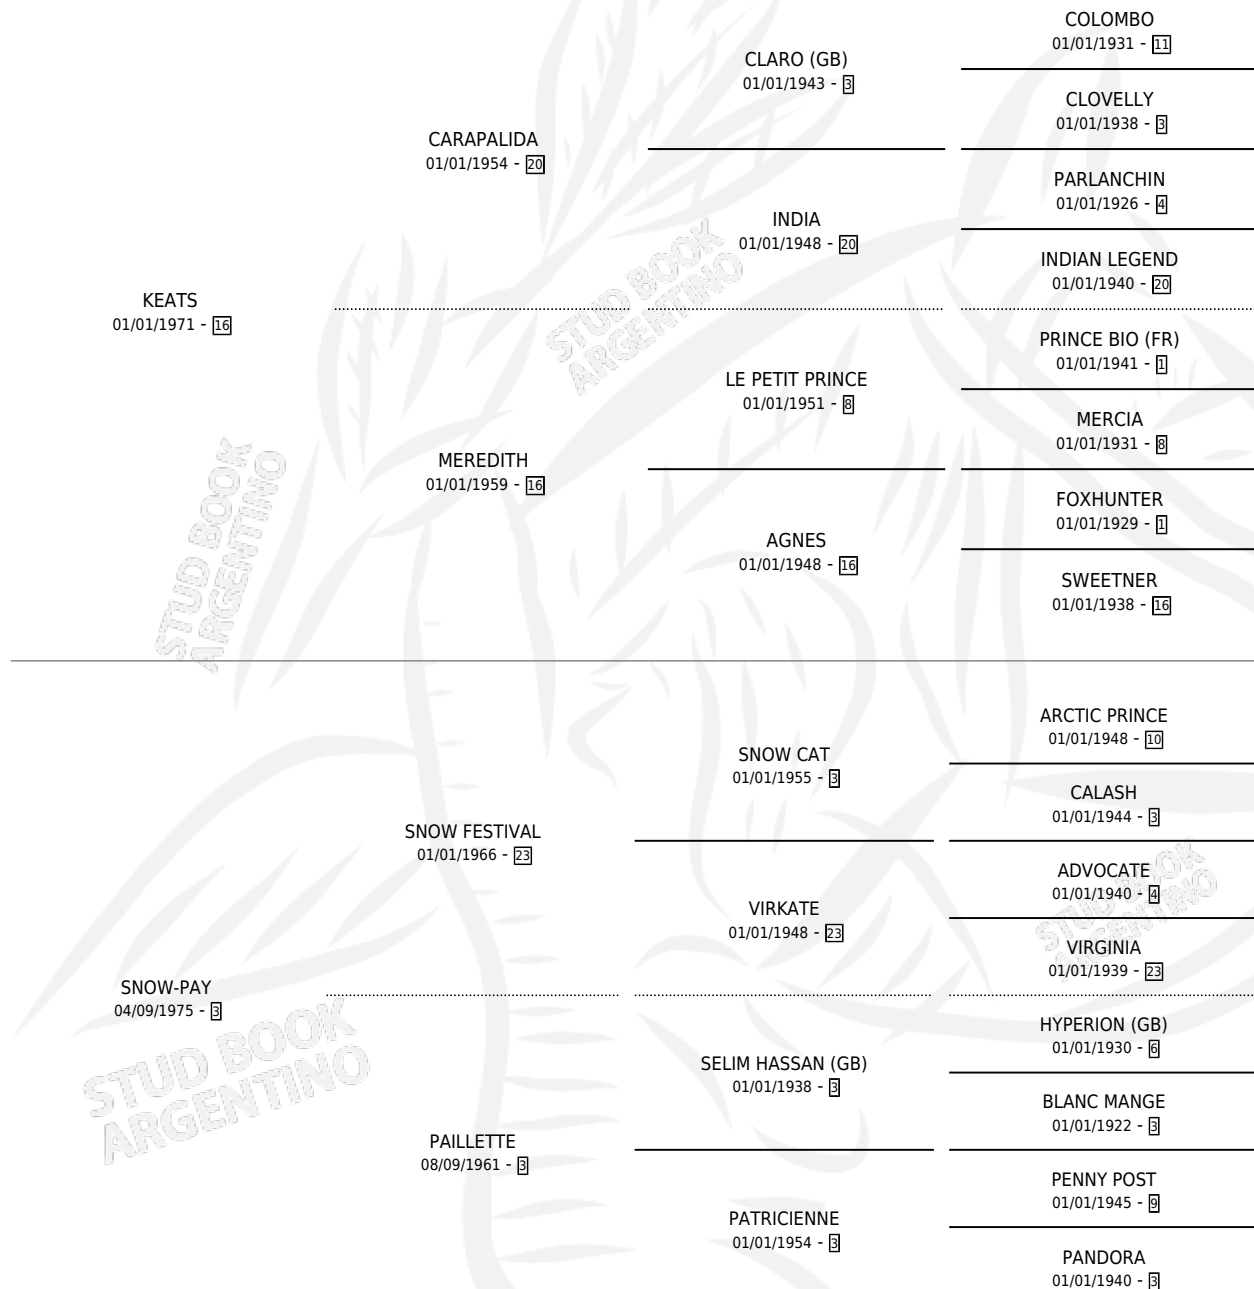 COLOMBO
01/01/1931 - 11
CLARO (GB)
01/01/1943 - 3
CLOVELLY
01/01/1938 - 3
CARAPALIDA
01/01/1954 - 20
PARLANCHIN
01/01/1926 - 4
INDIA
01/01/1948 - 20
INDIAN LEGEND
01/01/1940 - 20
KEATS
01/01/1971 - 16
PRINCE BIO (FR)
01/01/1941 - 1
LE PETIT PRINCE
01/01/1951 - 8
MERCIA
01/01/1931 - 8
MEREDITH
01/01/1959 - 16
FOXHUNTER
01/01/1929 - 1
AGNES
01/01/1948 - 16
SWEETNER
01/01/1938 - 16
ARCTIC PRINCE
01/01/1948 - 10
SNOW CAT
01/01/1955 - 3
CALASH
01/01/1944 - 3
SNOW FESTIVAL
01/01/1966 - 23
ADVOCATE
01/01/1940 - 4
VIRKATE
01/01/1948 - 23
VIRGINIA
01/01/1939 - 23
SNOW-PAY
04/09/1975 - 3
HYPERION (GB)
01/01/1930 - 6
SELIM HASSAN (GB)
01/01/1938 - 3
BLANC MANGE
01/01/1922 - 3
PAILLETTE
08/09/1961 - 3
PENNY POST
01/01/1945 - 9
PATRICIENNE
01/01/1954 - 3
PANDORA
01/01/1940 - 3
STUD BOOK
ARGENTINO
STUD BOOK
ARGENTINO
STUD BOOK
ARGENTINO
STUD BOOK
ARGENTINO